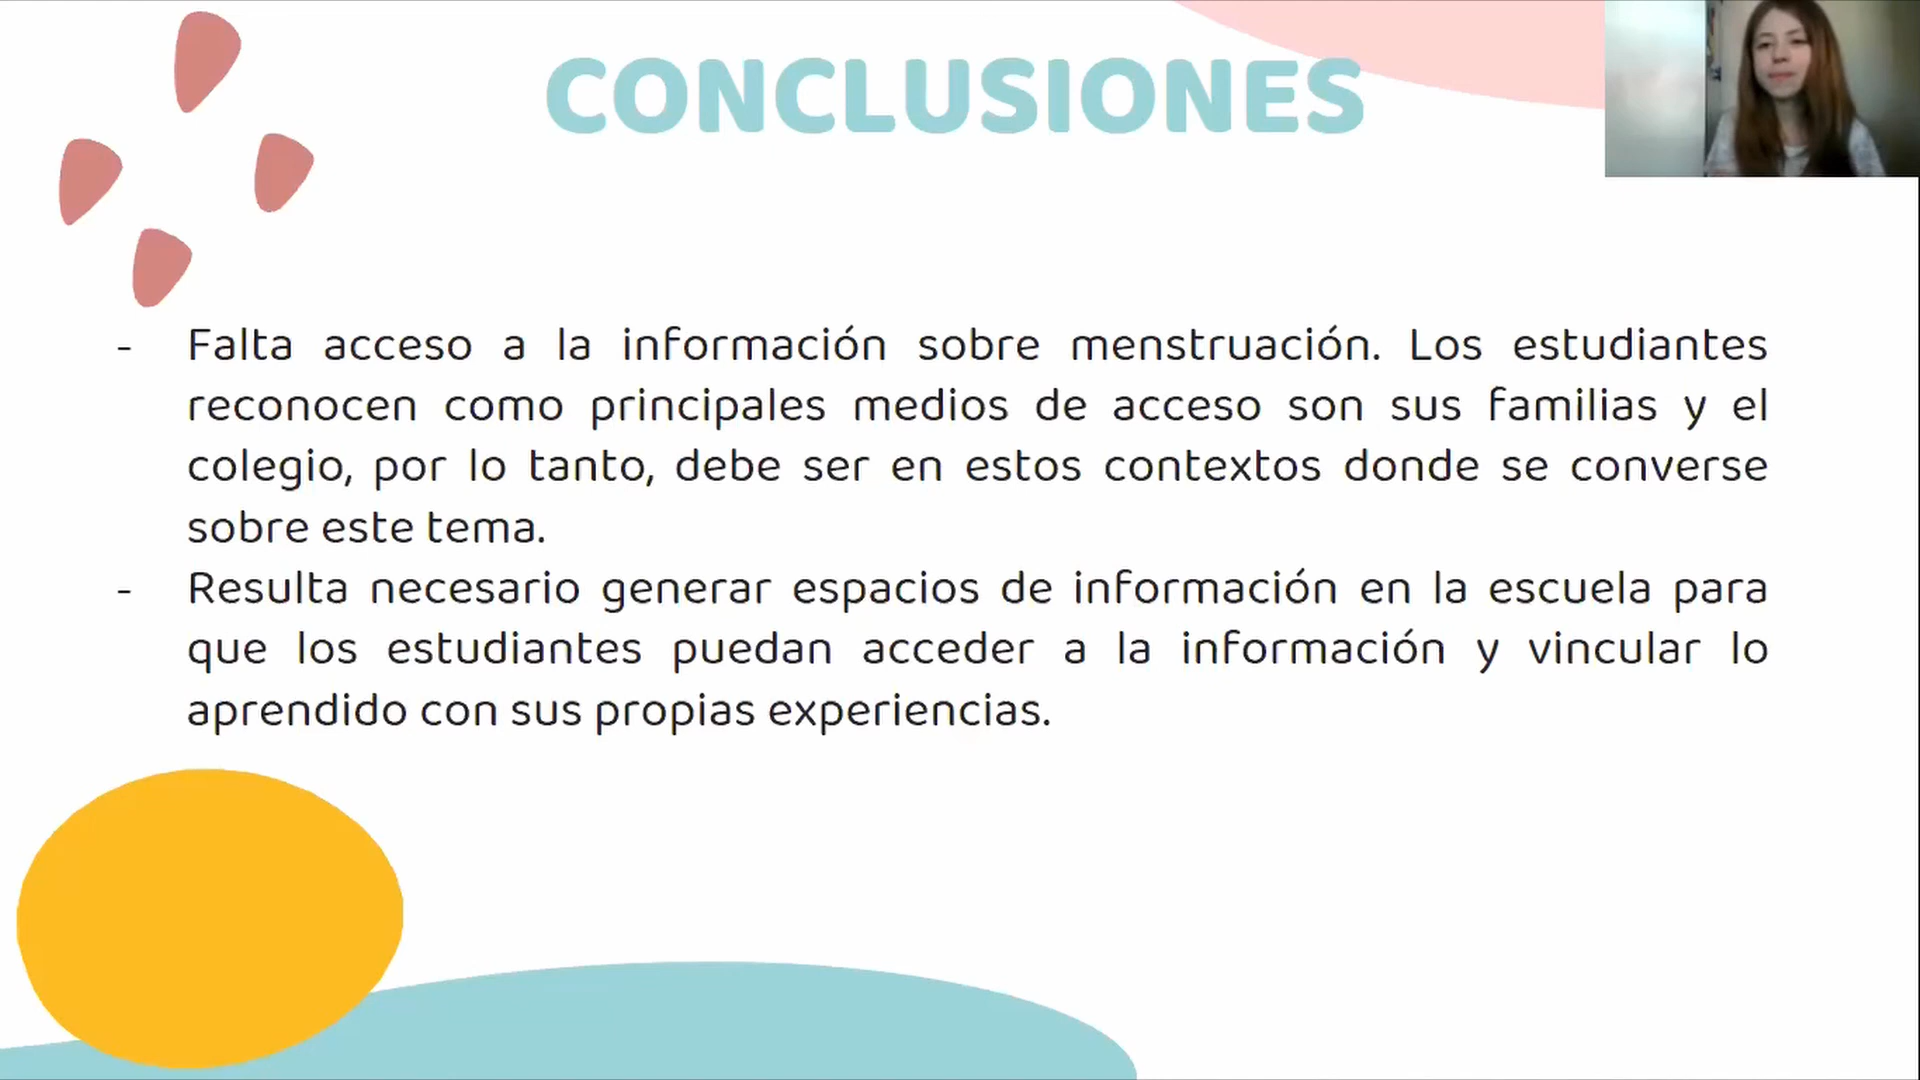 CONCLUSIONES
- Falta acceso a la información sobre menstruación. Los estudiantes
reconocen como principales medios de acceso son sus familias y el
colegio, por lo tanto, debe ser en estos contextos donde se converse
sobre este tema.
- Resulta necesario generar espacios de información en la escuela para
que los estudiantes puedan acceder a la información y vincular lo
aprendido con sus propias experiencias.